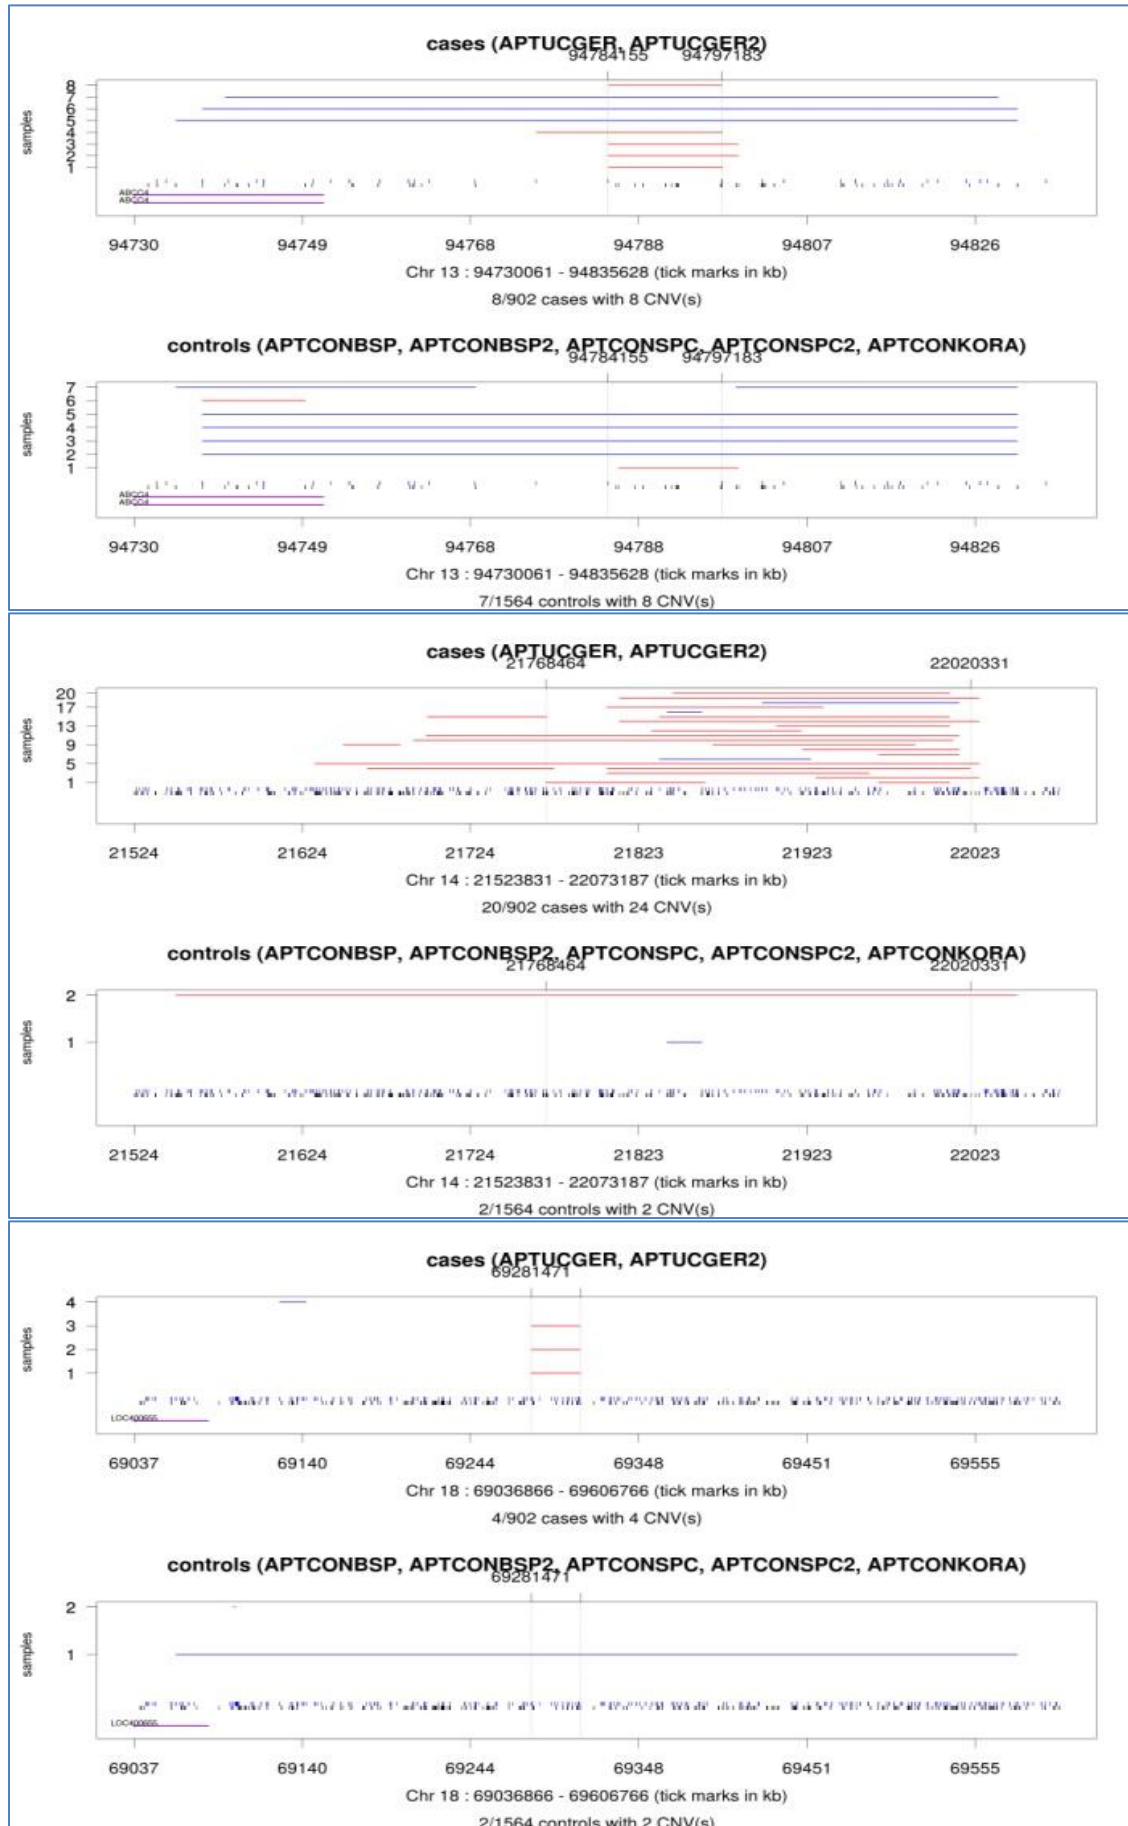 cases (APTUCGER, APTUCGER2)
94784155 94797183
samples
8
7
6
5
4
3
2
1
ABCC4
ABCC4
94730 94749 94768 94788 94807 94826
Chr 13 : 94730061 - 94835628 (tick marks in kb)
8/902 cases with 8 CNV(s)
controls (APTCONBSP, APTCONBSP2, APTCONSPC, APTCONSPC2, APTCONKORA)
94784155 94797183
samples
7
6
5
4
3
2
1
ABCC4
ABCC4
94730 94749 94768 94788 94807 94826
Chr 13 : 94730061 - 94835628 (tick marks in kb)
7/1564 controls with 8 CNV(s)
cases (APTUCGER, APTUCGER2)
21768464 22020331
samples
20
17
13
9
5
1
21524 21624 21724 21823 21923 22023
Chr 14 : 21523831 - 22073187 (tick marks in kb)
20/902 cases with 24 CNV(s)
controls (APTCONBSP, APTCONBSP2, APTCONSPC, APTCONSPC2, APTCONKORA)
21768464 22020331
samples
2
1
21524 21624 21724 21823 21923 22023
Chr 14 : 21523831 - 22073187 (tick marks in kb)
2/1564 controls with 2 CNV(s)
cases (APTUCGER, APTUCGER2)
69281471
samples
4
3
2
1
LOC400655
69037 69140 69244 69348 69451 69555
Chr 18 : 69036866 - 69606766 (tick marks in kb)
4/902 cases with 4 CNV(s)
controls (APTCONBSP, APTCONBSP2, APTCONSPC, APTCONSPC2, APTCONKORA)
69281471
samples
2
1
LOC400655
69037 69140 69244 69348 69451 69555
Chr 18 : 69036866 - 69606766 (tick marks in kb)
2/1564 controls with 2 CNV(s)